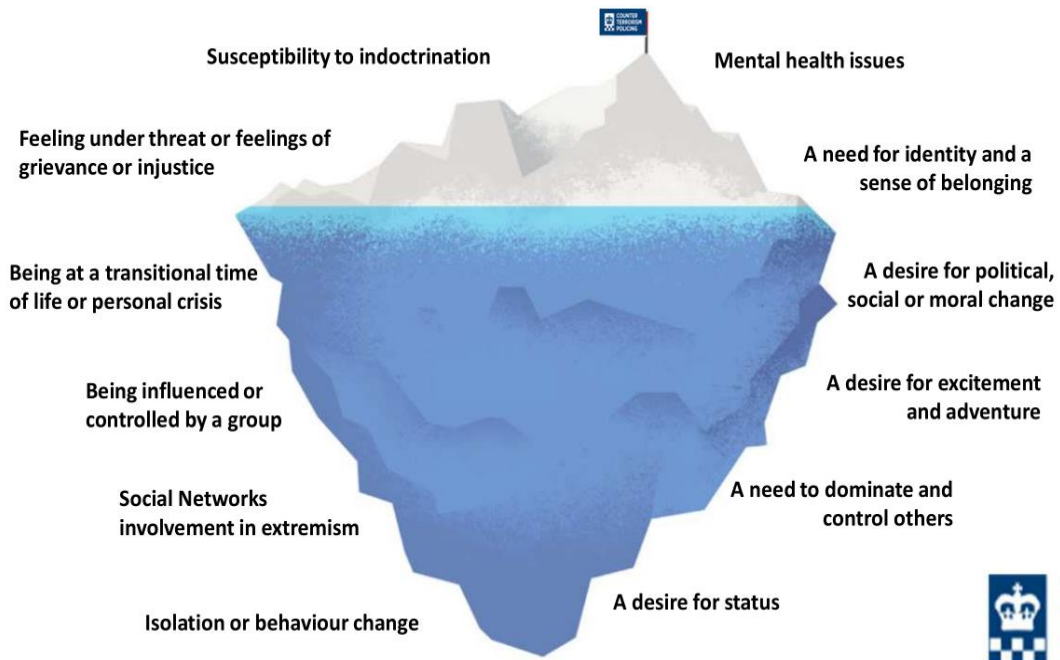 COUNTER
TERRORISM
POLICING
Susceptibility to indoctrination
Mental health issues
Feeling under threat or feelings of
grievance or injustice
A need for identity and a
sense of belonging
Being at a transitional time
of life or personal crisis
A desire for political,
social or moral change
Being influenced or
controlled by a group
A desire for excitement
and adventure
Social Networks
involvement in extremism
A need to dominate and
control others
Isolation or behaviour change
A desire for status